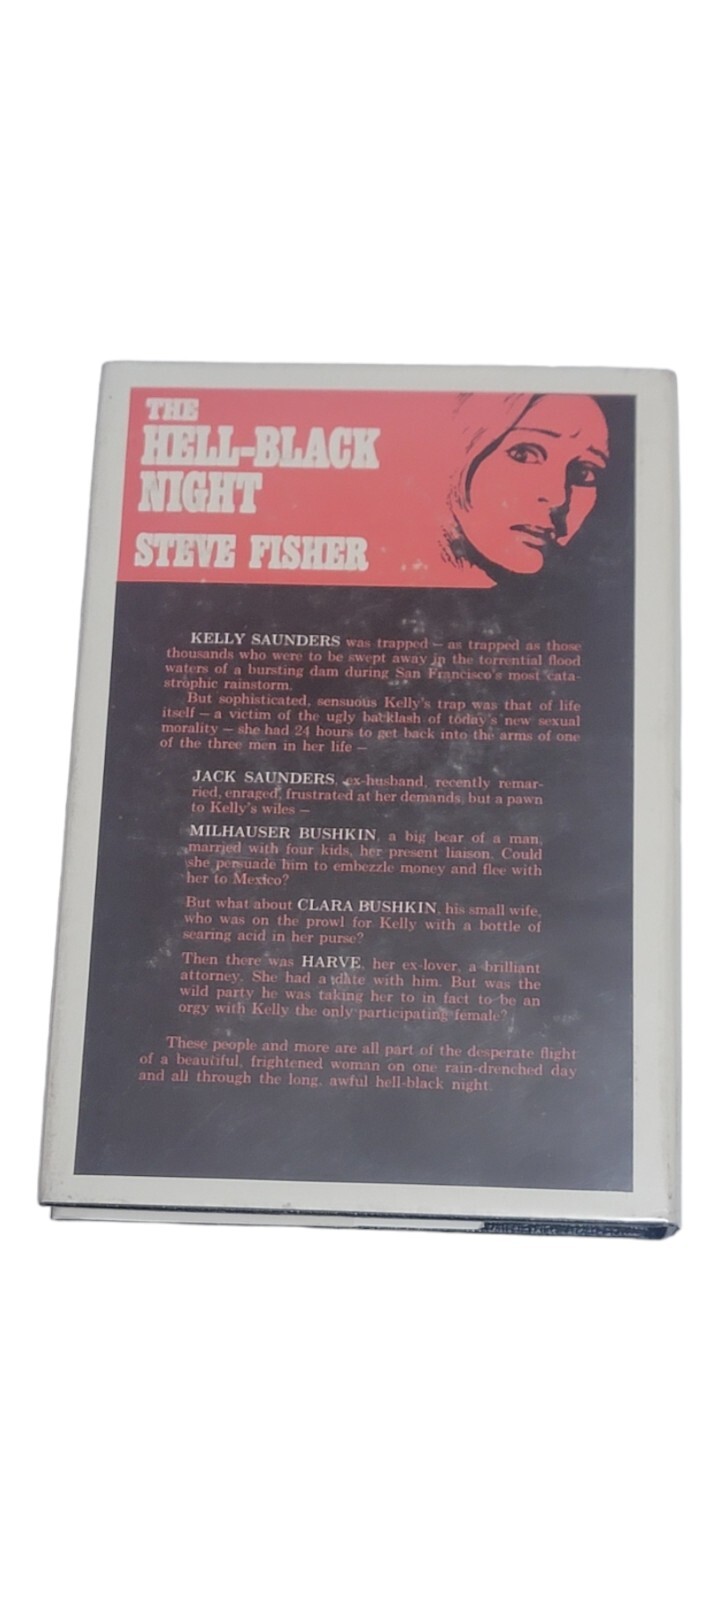 THE
HELL-BLACK
NIGHT
STEVE FISHER
KELLY SAUNDERS was trapped – as trapped as those
thousands who were to be swept away in the torrential flood
waters of a bursting dam during San Francisco's most cata-
strophic rainstorm.
But sophisticated, sensuous Kelly's trap was that of life
itself – a victim of the ugly backlash of today's new sexual
morality – she had 24 hours to get back into the arms of one
of the three men in her life –
JACK SAUNDERS, ex-husband, recently remar-
ried, enraged, frustrated at her demands, but a pawn
to Kelly's wiles –
MILHAUSER BUSHKIN, a big bear of a man,
married with four kids, her present liaison. Could
she persuade him to embezzle money and flee with
her to Mexico?
But what about CLARA BUSHKIN, his small wife,
who was on the prowl for Kelly with a bottle of
searing acid in her purse?
Then there was HARVE, her ex-lover, a brilliant
attorney. She had a date with him. But was the
wild party he was taking her to in fact to be an
orgy with Kelly the only participating female?
These people and more are all part of the desperate flight
of a beautiful, frightened woman on one rain-drenched day
and all through the long, awful hell-black night.